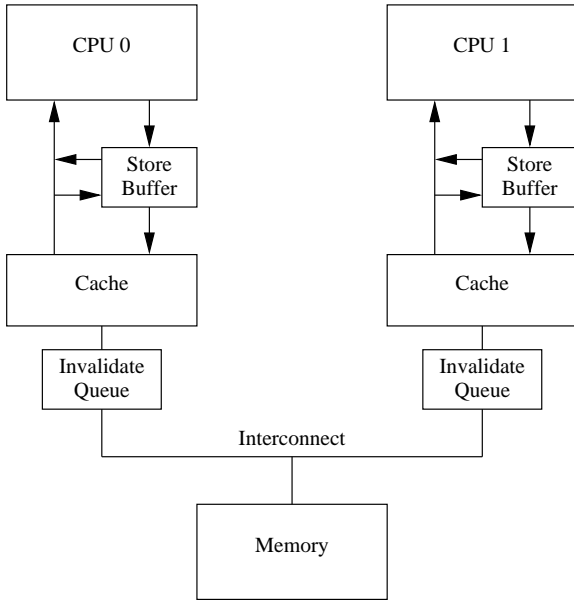 CPU 0
CPU 1
Store
Buffer
Store
Buffer
Cache
Cache
Invalidate
Queue
Invalidate
Queue
Interconnect
Memory